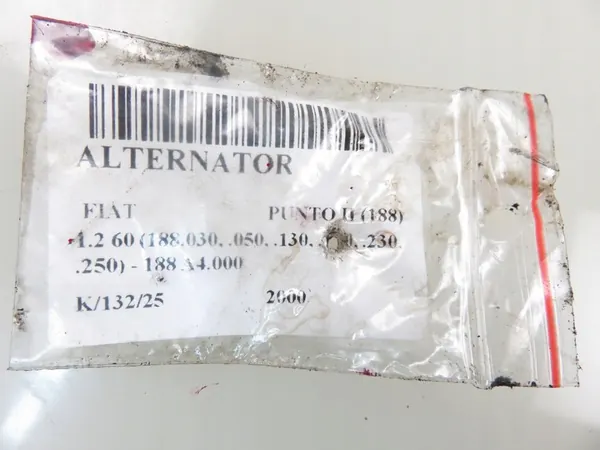 ALTERNATOR
FIAT PUNTO II (188)
1.2 60 (188.030, .050, .130, .230,
.250) - 188 A4.000
K/132/25 2000